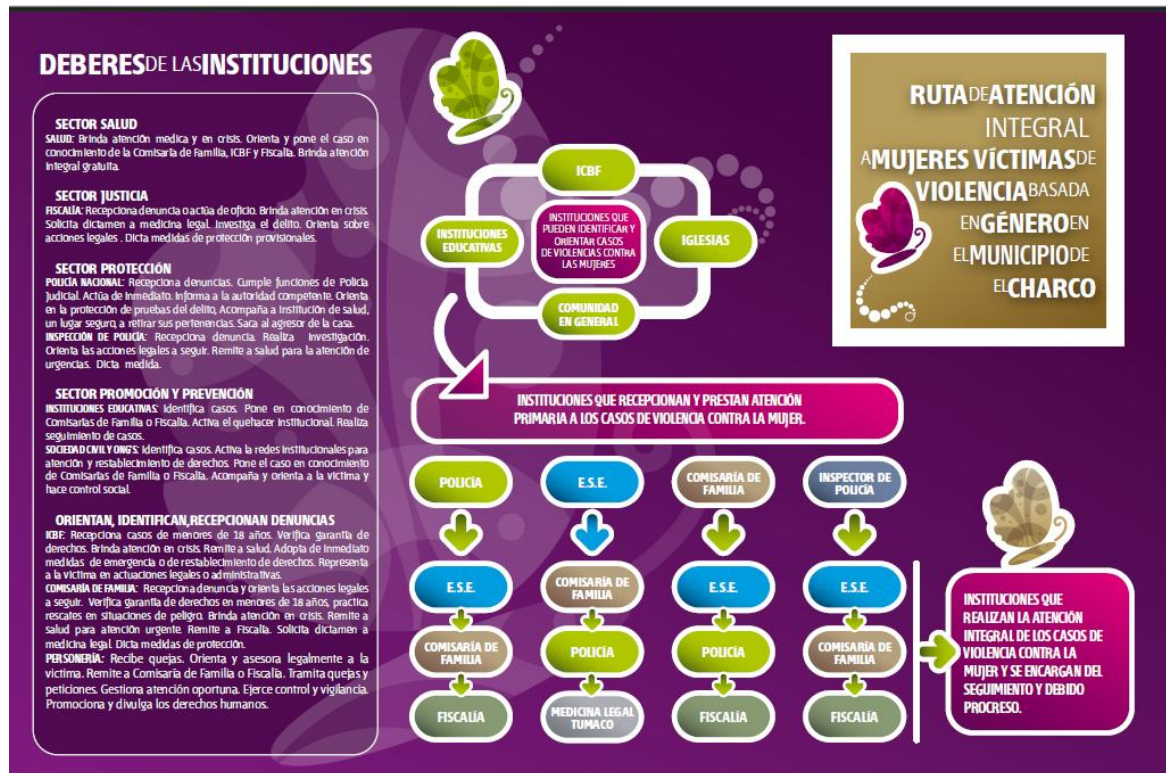 DEBERES DE LAS INSTITUCIONES
SECTOR SALUD
SALUD: Brinda atención medica y en crisis. Orienta y pone el caso en
conocimiento de la Comisaría de Familia, ICBF y Fiscalía. Brinda atención
integral gratuita.
SECTOR JUSTICIA
FISCALÍA: Recepciona denuncia o actúa de oficio. Brinda atención en crisis.
Solicita dictamen a medicina legal. Investiga el delito. Orienta sobre
acciones legales . Dicta medidas de protección provisionales.
SECTOR PROTECCIÓN
POLICÍA NACIONAL: Recepciona denuncias. Cumple funciones de Policía
Judicial. Actúa de inmediato. Informa a la autoridad competente. Orienta
en la protección de pruebas del delito, Acompaña a institución de salud,
un lugar seguro, a retirar sus pertenencias. Saca al agresor de la casa.
INSPECCIÓN DE POLICÍA: Recepciona denuncia. Realiza investigación.
Orienta las acciones legales a seguir. Remite a salud para la atención de
urgencias. Dicta medida.
SECTOR PROMOCIÓN Y PREVENCIÓN
INSTITUCIONES EDUCATIVAS: Identifica casos. Pone en conocimiento de
Comisarías de Familia o Fiscalía. Activa el quehacer institucional. Realiza
seguimiento de casos.
SOCIEDAD CIVIL Y ONG'S: Identifica casos. Activa la redes institucionales para
atención y restablecimiento de derechos. Pone el caso en conocimiento
de Comisarías de Familia o Fiscalía. Acompaña y orienta a la víctima y
hace control social.
ORIENTAN, IDENTIFICAN,RECEPCIONAN DENUNCIAS
ICBF: Recepciona casos de menores de 18 años. Verifica garantía de
derechos. Brinda atención en crisis. Remite a salud. Adopta de inmediato
medidas de emergencia o de restablecimiento de derechos. Representa
a la víctima en actuaciones legales o administrativas.
COMISARÍA DE FAMILIA: Recepciona denuncia y orienta las acciones legales
a seguir. Verifica garantía de derechos en menores de 18 años, practica
rescates en situaciones de peligro. Brinda atención en crisis. Remite a
salud para atención urgente. Remite a Fiscalía. Solicita dictamen a
medicina legal. Dicta medidas de protección.
PERSONERÍA: Recibe quejas. Orienta y asesora legalmente a la
víctima. Remite a Comisaría de Familia o Fiscalía. Tramita quejas y
peticiones. Gestiona atención oportuna. Ejerce control y vigilancia.
Promociona y divulga los derechos humanos.
ICBF
INSTITUCIONES
EDUCATIVAS
INSTITUCIONES QUE
PUEDEN IDENTIFICAR Y
ORIENTAR CASOS
DE VIOLENCIAS CONTRA
LAS MUJERES
IGLESIAS
COMUNIDAD
EN GENERAL
RUTA DE ATENCIÓN
INTEGRAL
A MUJERES VÍCTIMAS DE
VIOLENCIA BASADA
EN GÉNERO EN
EL MUNICIPIO DE
EL CHARCO
INSTITUCIONES QUE RECEPCIONAN Y PRESTAN ATENCIÓN
PRIMARIA A LOS CASOS DE VIOLENCIA CONTRA LA MUJER.
POLICÍA
E.S.E.
COMISARÍA DE
FAMILIA
FISCALÍA
E.S.E.
COMISARÍA DE
FAMILIA
POLICÍA
MEDICINA LEGAL
TUMACO
COMISARÍA DE
FAMILIA
E.S.E.
POLICÍA
FISCALÍA
INSPECTOR DE
POLICÍA
E.S.E.
COMISARÍA DE
FAMILIA
FISCALÍA
INSTITUCIONES QUE
REALIZAN LA ATENCIÓN
INTEGRAL DE LOS CASOS DE
VIOLENCIA CONTRA LA
MUJER Y SE ENCARGAN DEL
SEGUIMIENTO Y DEBIDO
PROCRESO.